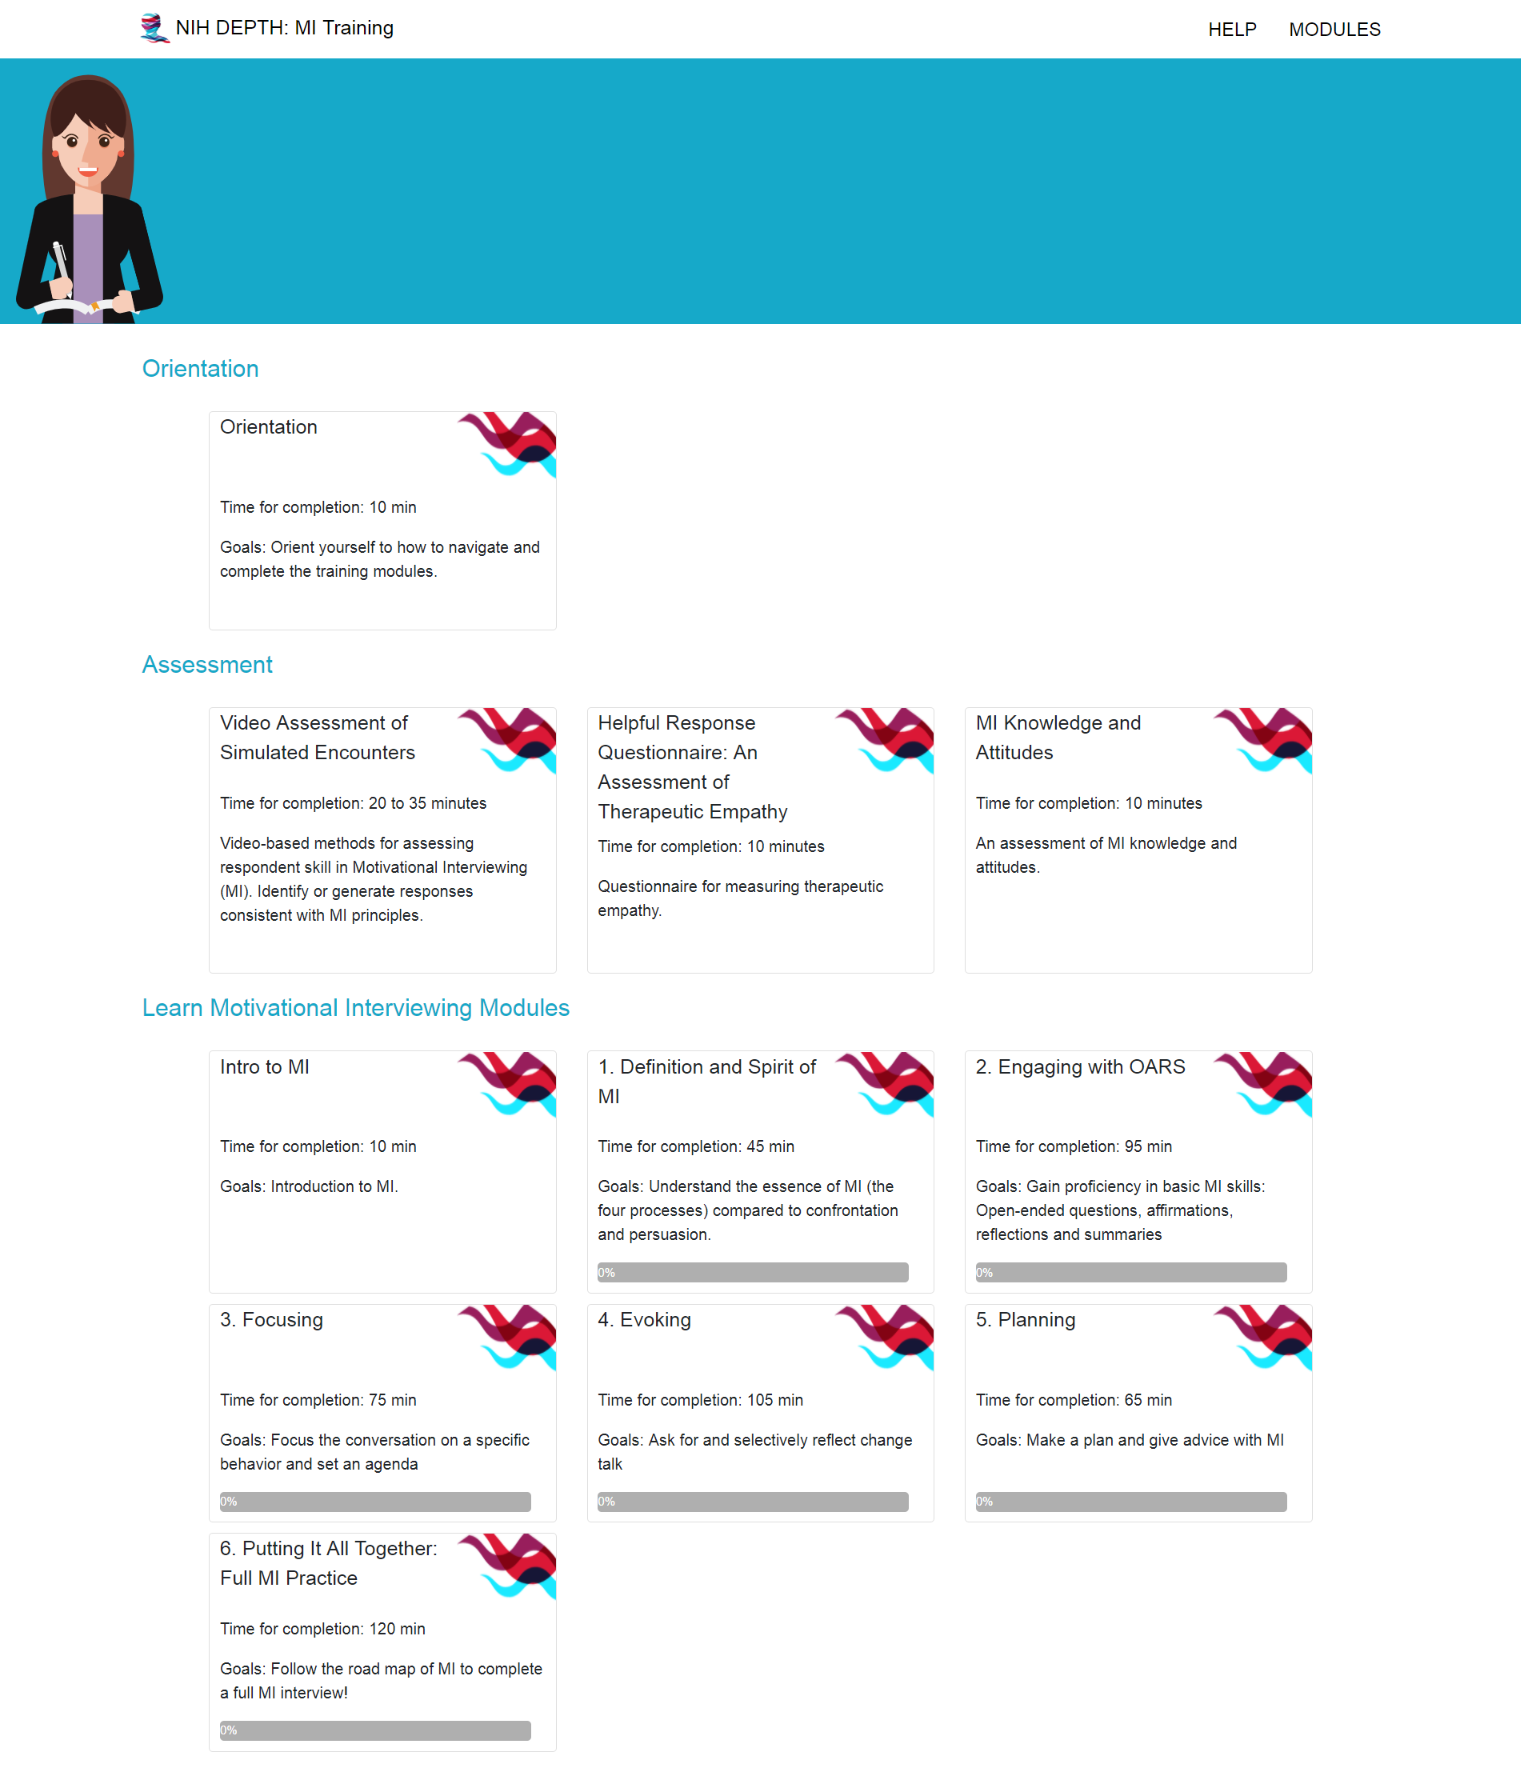 NIH DEPTH: MI Training
HELP
MODULES
Orientation
Orientation
Time for completion: 10 min
Goals: Orient yourself to how to navigate and
complete the training modules.
Assessment
Video Assessment of
Simulated Encounters
Time for completion: 20 to 35 minutes
Video-based methods for assessing
respondent skill in Motivational Interviewing
(MI). Identify or generate responses
consistent with MI principles.
Helpful Response
Questionnaire: An
Assessment of
Therapeutic Empathy
Time for completion: 10 minutes
Questionnaire for measuring therapeutic
empathy.
MI Knowledge and
Attitudes
Time for completion: 10 minutes
An assessment of MI knowledge and
attitudes.
Learn Motivational Interviewing Modules
Intro to MI
Time for completion: 10 min
Goals: Introduction to MI.
1. Definition and Spirit of
MI
Time for completion: 45 min
Goals: Understand the essence of MI (the
four processes) compared to confrontation
and persuasion.
0%
2. Engaging with OARS
Time for completion: 95 min
Goals: Gain proficiency in basic MI skills:
Open-ended questions, affirmations,
reflections and summaries
0%
3. Focusing
Time for completion: 75 min
Goals: Focus the conversation on a specific
behavior and set an agenda
0%
4. Evoking
Time for completion: 105 min
Goals: Ask for and selectively reflect change
talk
0%
5. Planning
Time for completion: 65 min
Goals: Make a plan and give advice with MI
0%
6. Putting It All Together:
Full MI Practice
Time for completion: 120 min
Goals: Follow the road map of MI to complete
a full MI interview!
0%